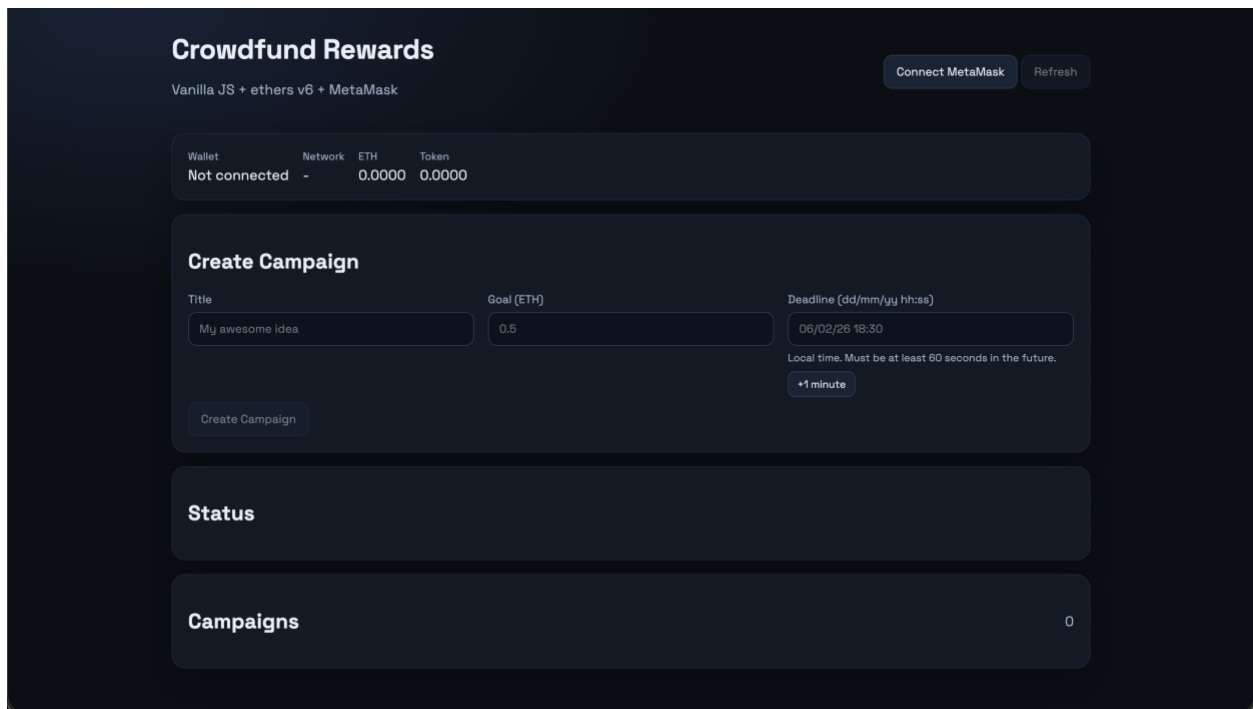 Crowdfund Rewards
Vanilla JS + ethers v6 + MetaMask
Connect MetaMask
Refresh
Wallet Network ETH Token
Not connected - 0.0000 0.0000
Create Campaign
Title Goal (ETH) Deadline (dd/mm/yy hh:ss)
My awesome idea 0.5 06/02/26 18:30
Local time. Must be at least 60 seconds in the future.
+1 minute
Create Campaign
Status
Campaigns 0